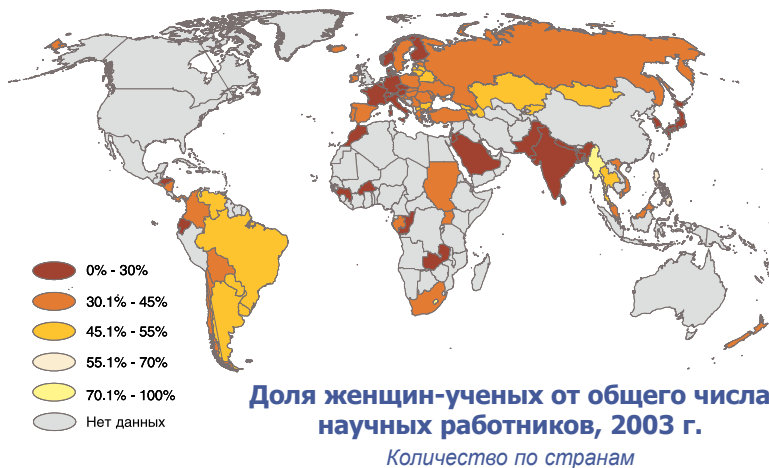 0% - 30%
30.1% - 45%
45.1% - 55%
55.1% - 70%
70.1% - 100%
Нет данных
Доля женщин-ученых от общего числа
научных работников, 2003 г.
Количество по странам